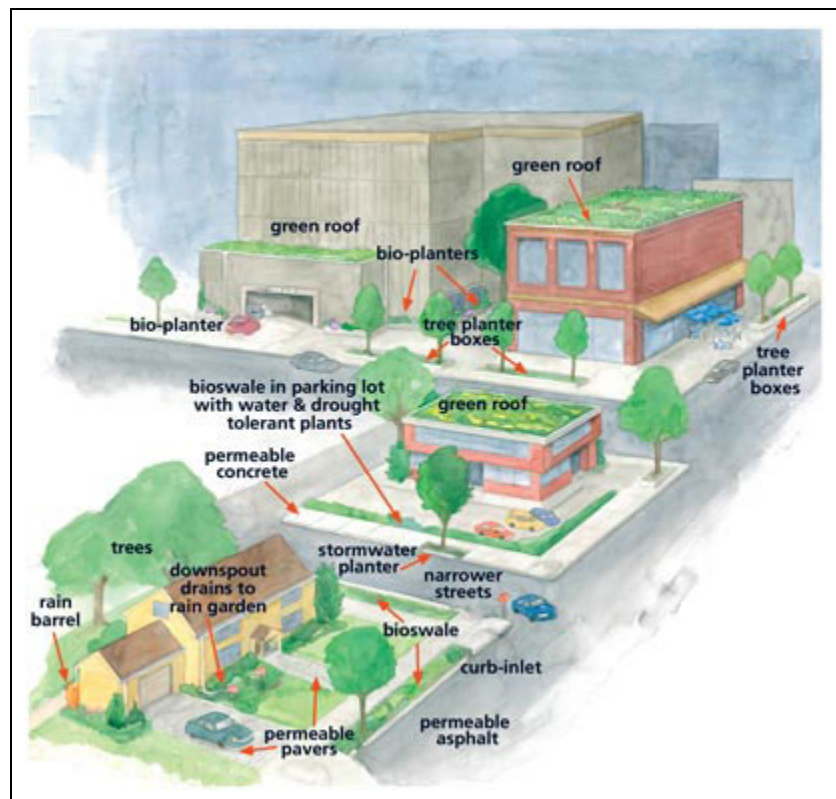 green roof
green roof
bio-planters
bio-planter
tree planter
boxes
tree
planter
boxes
bioswale in parking lot
with water & drought
tolerant plants
green roof
permeable
concrete
trees
stormwater
planter
downspout
drains to
rain garden
narrower
streets
rain
barrel
bioswale
curb-inlet
permeable
pavers
permeable
asphalt